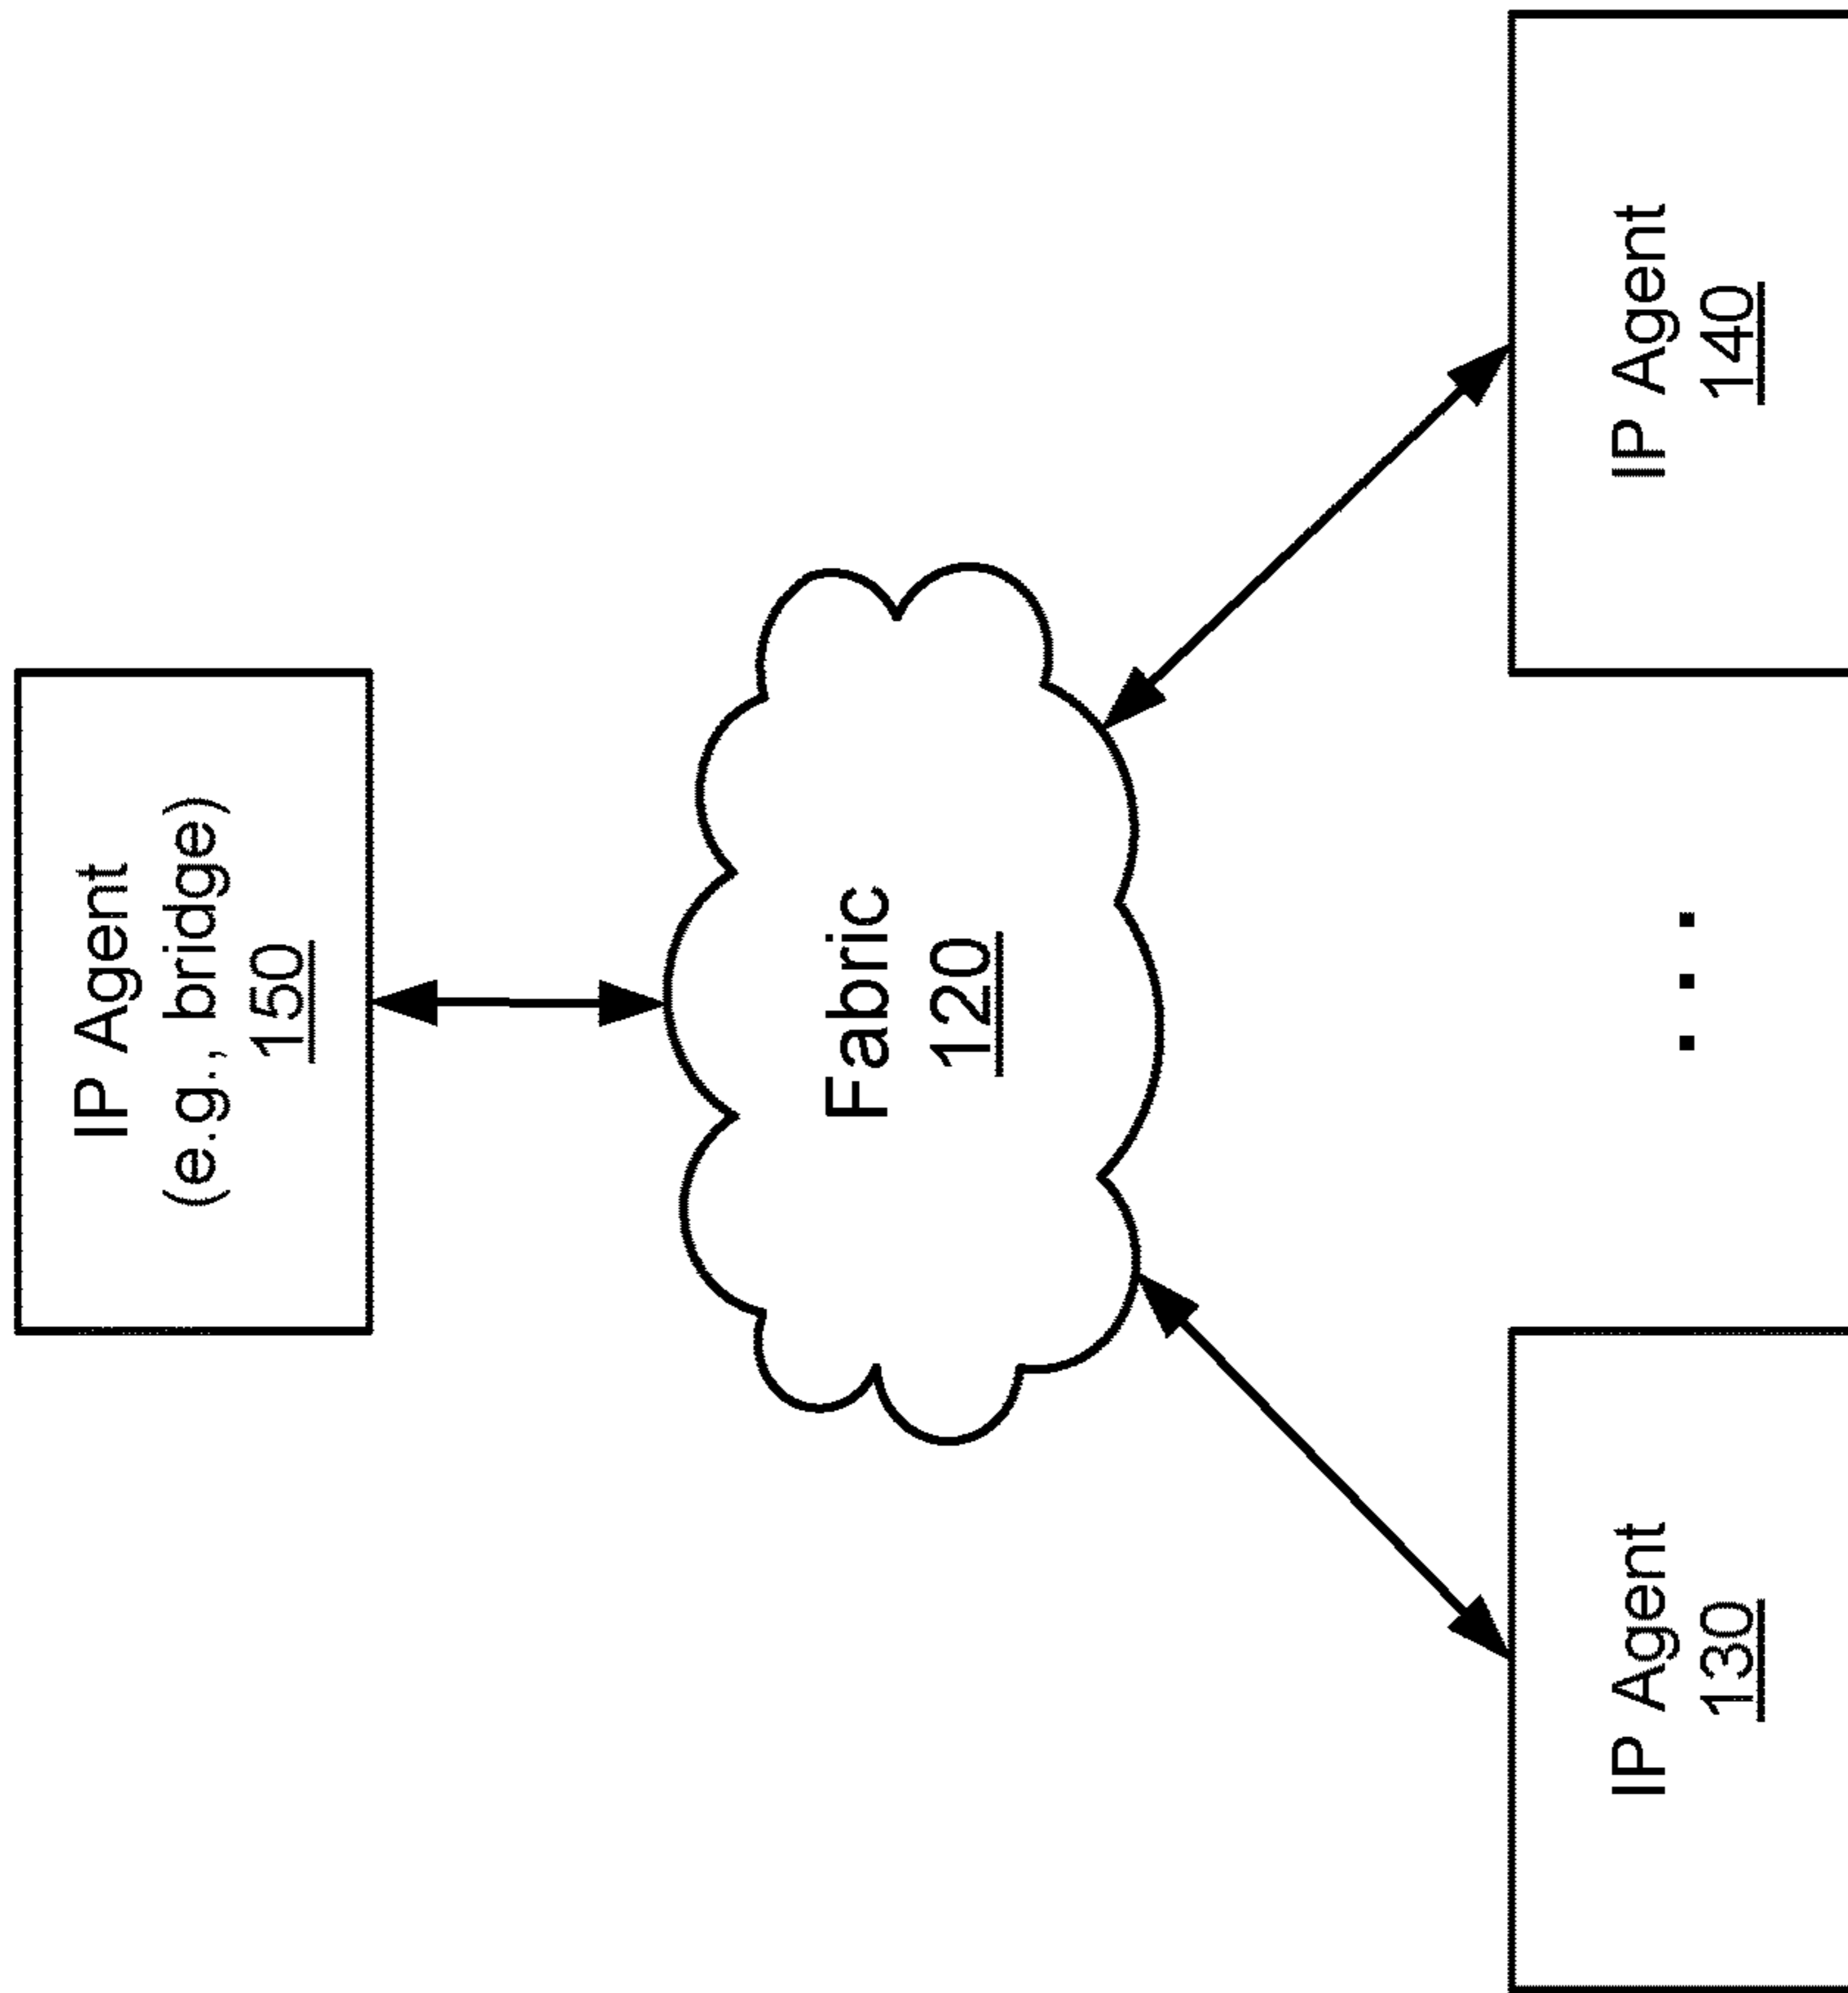 IP Agent
(e.g., bridge)
150
Fabric
120
IP Agent
130
. . .
IP Agent
140